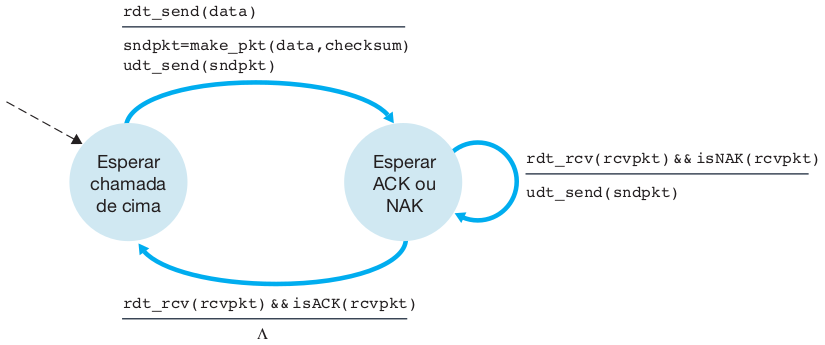 rdt_send(data)
sndpkt=make_pkt(data,checksum)
udt_send(sndpkt)
Esperar
chamada
de cima
Esperar
ACK ou
NAK
rdt_rcv(rcvpkt) && isNAK(rcvpkt)
udt_send(sndpkt)
rdt_rcv(rcvpkt) && isACK(rcvpkt)
Λ